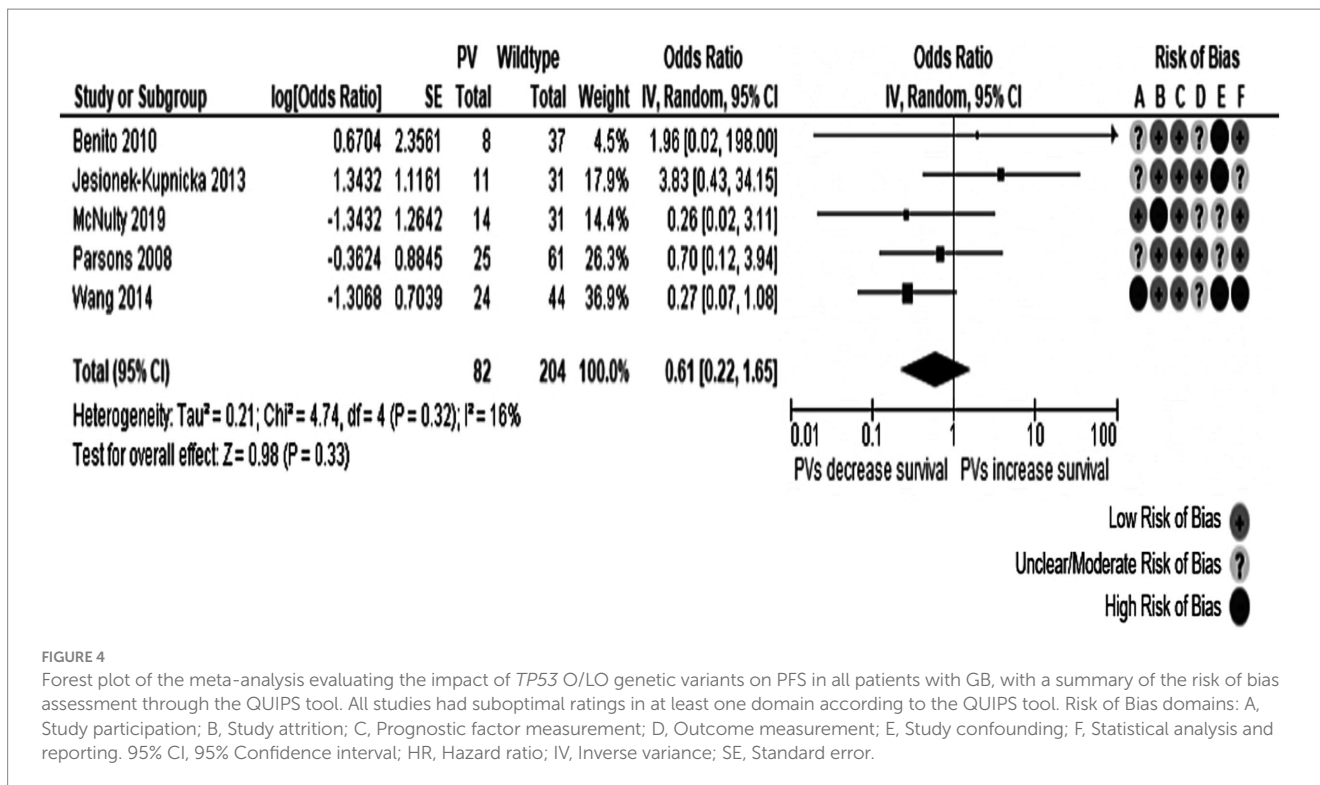 PV Wildtype Odds Ratio Odds Ratio Risk of Bias
Study or Subgroup log[Odds Ratio] SE Total Total Weight IV, Random, 95% CI IV, Random, 95% CI A B C D E F
Benito 2010 0.6704 2.3561 8 37 4.5% 1.96 [0.02, 198.00] ? + + ? +
Jesionek-Kupnicka 2013 1.3432 1.1161 11 31 17.9% 3.83 [0.43, 34.15] ? + + + ?
McNulty 2019 -1.3432 1.2642 14 31 14.4% 0.26 [0.02, 3.11] + + ? ? +
Parsons 2008 -0.3624 0.8845 25 61 26.3% 0.70 [0.12, 3.94] ? + + + ? +
Wang 2014 -1.3068 0.7039 24 44 36.9% 0.27 [0.07, 1.08] + + ?
Total (95% CI) 82 204 100.0% 0.61 [0.22, 1.65]
Heterogeneity: Tau² = 0.21; Chi² = 4.74, df = 4 (P = 0.32); I² = 16%
Test for overall effect: Z = 0.98 (P = 0.33)
0.01 0.1 1 10 100
PVs decrease survival PVs increase survival
Low Risk of Bias +
Unclear/Moderate Risk of Bias ?
High Risk of Bias
FIGURE 4
Forest plot of the meta-analysis evaluating the impact of TP53 O/LO genetic variants on PFS in all patients with GB, with a summary of the risk of bias
assessment through the QUIPS tool. All studies had suboptimal ratings in at least one domain according to the QUIPS tool. Risk of Bias domains: A,
Study participation; B, Study attrition; C, Prognostic factor measurement; D, Outcome measurement; E, Study confounding; F, Statistical analysis and
reporting. 95% CI, 95% Confidence interval; HR, Hazard ratio; IV, Inverse variance; SE, Standard error.